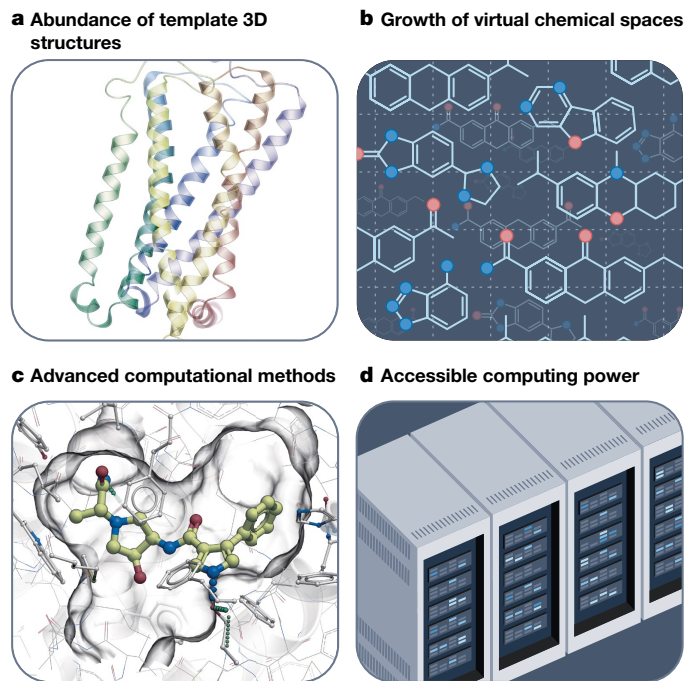 a Abundance of template 3D
structures
b Growth of virtual chemical spaces
c Advanced computational methods
d Accessible computing power